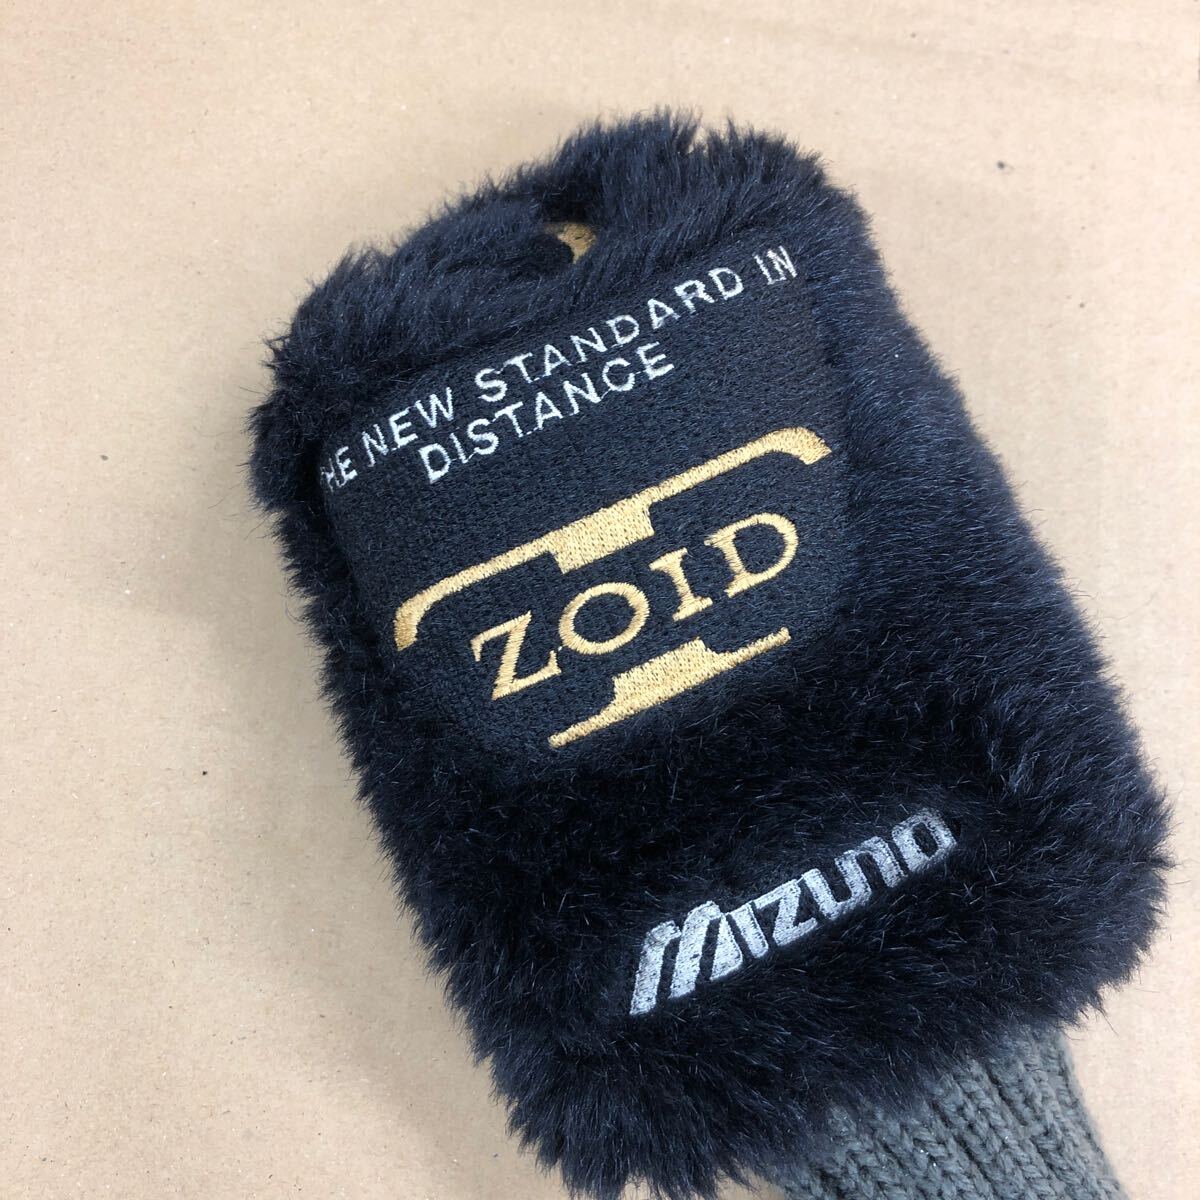 THE NEW STANDARD IN
DISTANCE
ZOID
MIZUNO